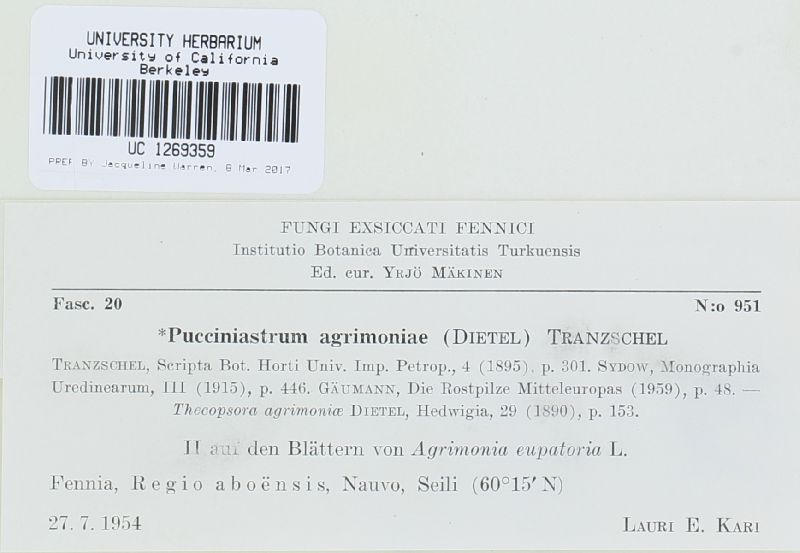 UNIVERSITY HERBARIUM
University of California
Berkeley
UC 1269359
PREP BY Jacqueline Warren, 8 Mar 2017
FUNGI EXSICCATI FENNICI
Institutio Botanica Universitatis Turkuensis
Ed. cur. YRJÖ MÄKINEN
Fasc. 20 N:o 951
*Pucciniastrum agrimoniae (DIETEL) TRANZSCHEL
TRANZSCHEL, Scripta Bot. Horti Univ. Imp. Petrop., 4 (1895), p. 301. SYDOW, Monographia
Uredinearum, III (1915), p. 446. GÄUMANN, Die Rostpilze Mitteleuropas (1959), p. 48. —
Thecopsora agrimoniæ DIETEL, Hedwigia, 29 (1890), p. 153.
II auf den Blättern von Agrimonia eupatoria L.
Fennia, Regio aboënsis, Nauvo, Seili (60°15′ N)
27. 7. 1954 LAURI E. KARI